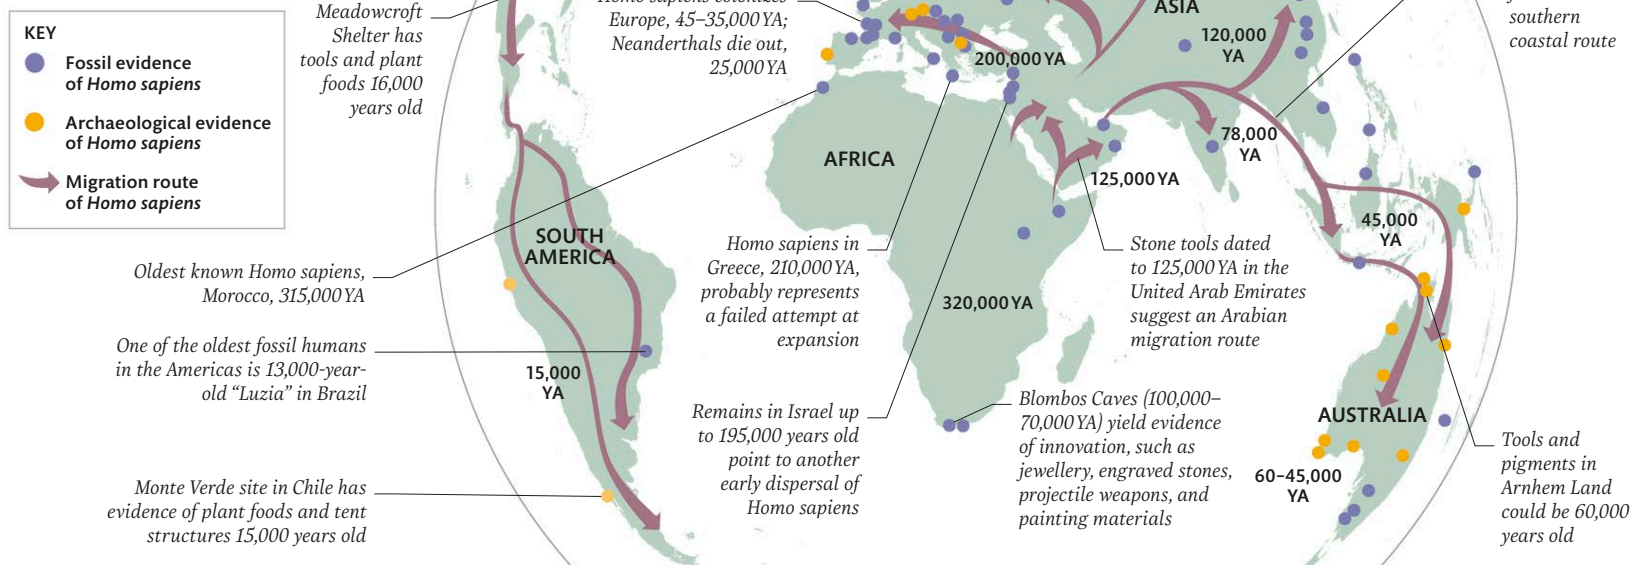 Meadowcroft
Shelter has
tools and plant
foods 16,000
years old
KEY
Fossil evidence
of Homo sapiens
Archaeological evidence
of Homo sapiens
Migration route
of Homo sapiens
Homo sapiens colonizes
Europe, 45–35,000 YA;
Neanderthals die out,
25,000 YA
200,000 YA
ASIA
120,000
YA
southern
coastal route
AFRICA
78,000
YA
125,000 YA
45,000
YA
SOUTH
AMERICA
Oldest known Homo sapiens,
Morocco, 315,000 YA
Homo sapiens in
Greece, 210,000 YA,
probably represents
a failed attempt at
expansion
320,000 YA
Stone tools dated
to 125,000 YA in the
United Arab Emirates
suggest an Arabian
migration route
One of the oldest fossil humans
in the Americas is 13,000-year-
old “Luzia” in Brazil
15,000
YA
Remains in Israel up
to 195,000 years old
point to another
early dispersal of
Homo sapiens
Blombos Caves (100,000–
70,000 YA) yield evidence
of innovation, such as
jewellery, engraved stones,
projectile weapons, and
painting materials
AUSTRALIA
60–45,000
YA
Tools and
pigments in
Arnhem Land
could be 60,000
years old
Monte Verde site in Chile has
evidence of plant foods and tent
structures 15,000 years old